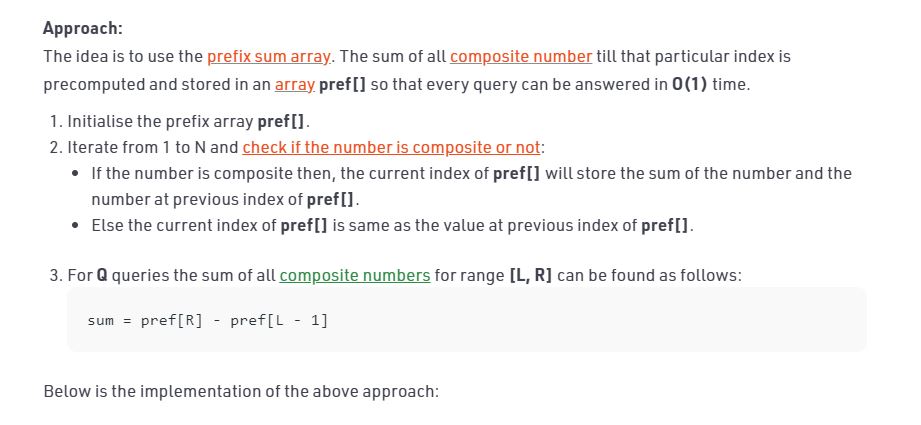 Approach:
The idea is to use the prefix sum array. The sum of all composite number till that particular index is
precomputed and stored in an array pref[] so that every query can be answered in O(1) time.
1. Initialise the prefix array pref[].
2. Iterate from 1 to N and check if the number is composite or not:
• If the number is composite then, the current index of pref[] will store the sum of the number and the
number at previous index of pref[].
• Else the current index of pref[] is same as the value at previous index of pref[].
3. For Q queries the sum of all composite numbers for range [L, R] can be found as follows:
sum = pref[R] - pref[L - 1]
Below is the implementation of the above approach: